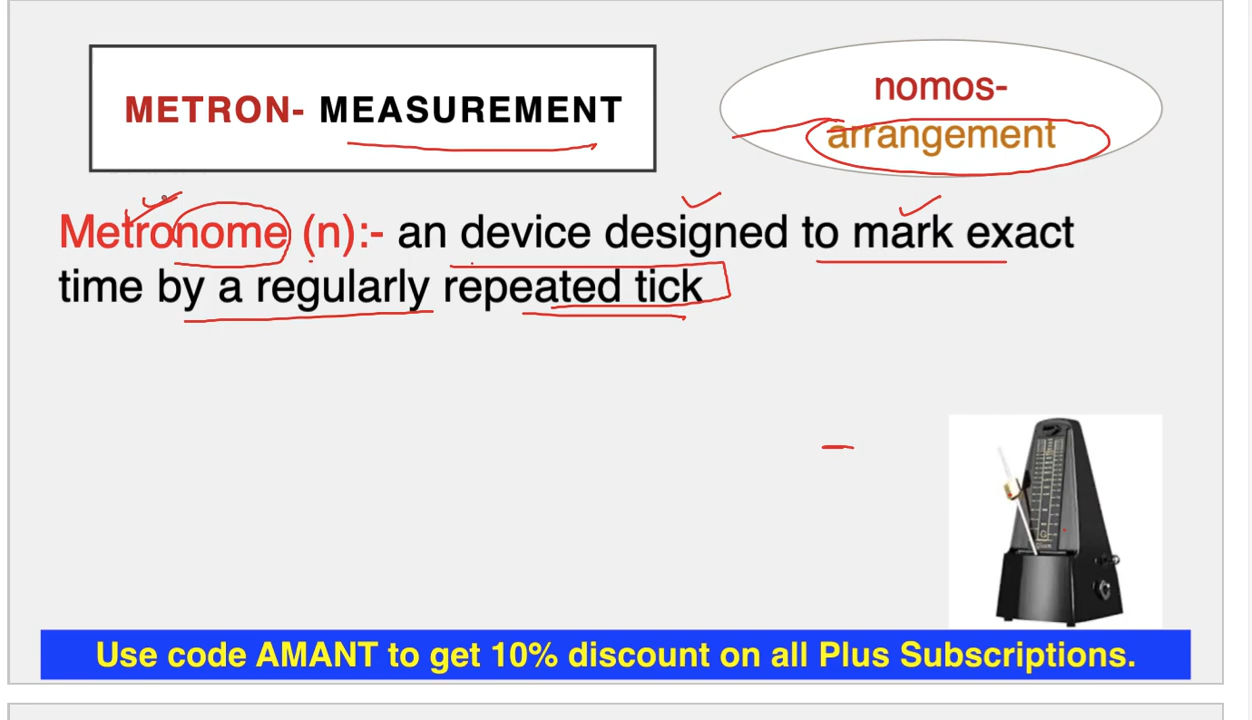 METRON- MEASUREMENT
nomos-
arrangement
Metronome (n):- an device designed to mark exact
time by a regularly repeated tick
Use code AMANT to get 10% discount on all Plus Subscriptions.